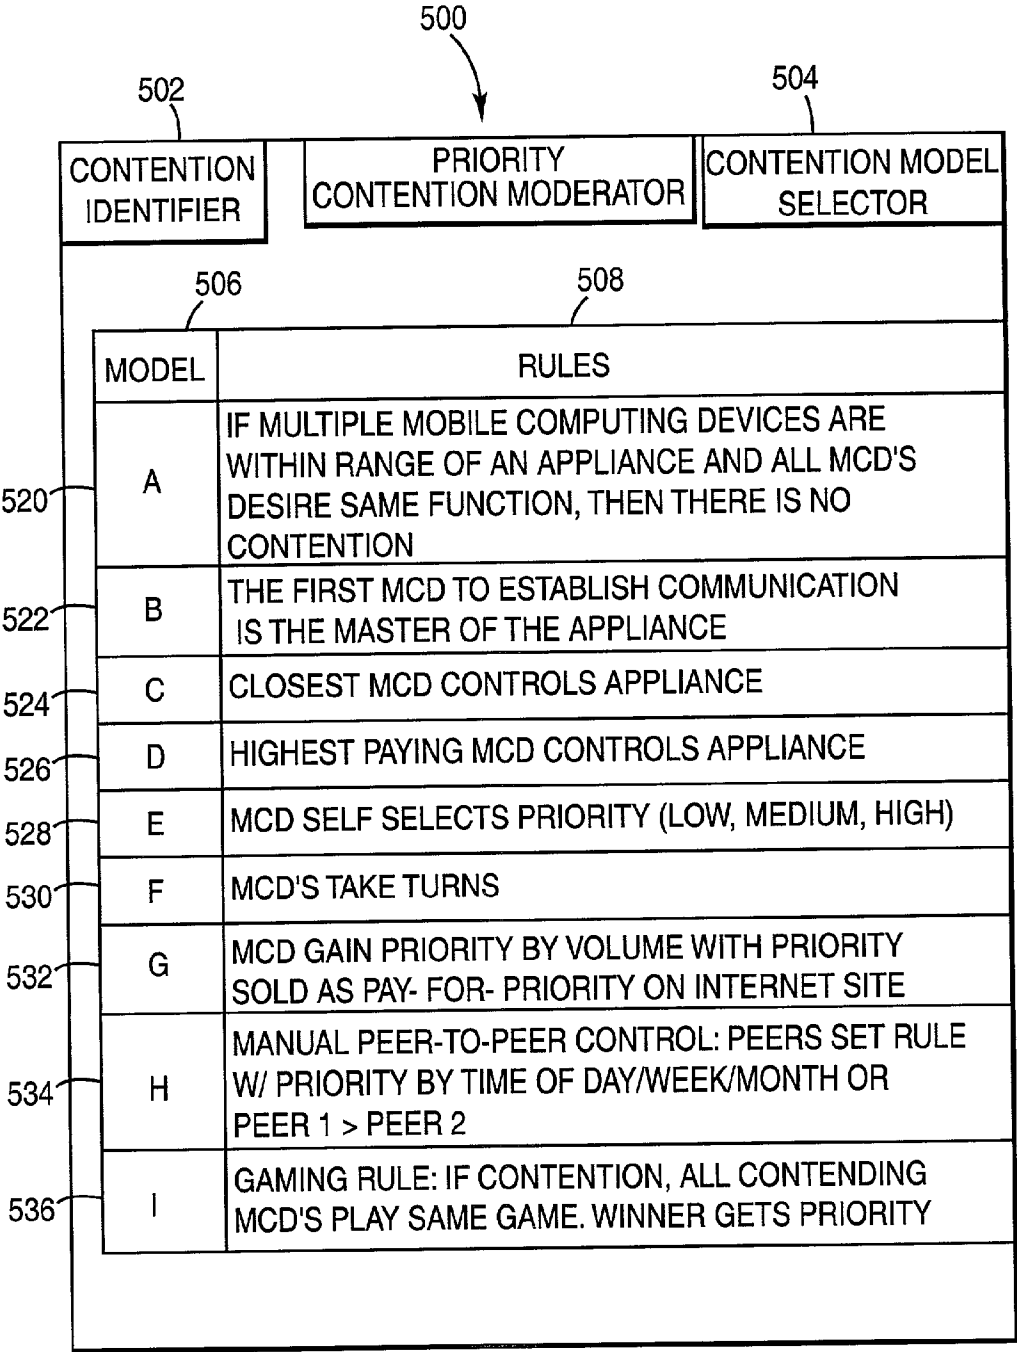 500
502
504
CONTENTION
IDENTIFIER
PRIORITY
CONTENTION MODERATOR
CONTENTION MODEL
SELECTOR
506
508
MODEL
RULES
520
A
IF MULTIPLE MOBILE COMPUTING DEVICES ARE
WITHIN RANGE OF AN APPLIANCE AND ALL MCD'S
DESIRE SAME FUNCTION, THEN THERE IS NO
CONTENTION
522
B
THE FIRST MCD TO ESTABLISH COMMUNICATION
IS THE MASTER OF THE APPLIANCE
524
C
CLOSEST MCD CONTROLS APPLIANCE
526
D
HIGHEST PAYING MCD CONTROLS APPLIANCE
528
E
MCD SELF SELECTS PRIORITY (LOW, MEDIUM, HIGH)
530
F
MCD'S TAKE TURNS
532
G
MCD GAIN PRIORITY BY VOLUME WITH PRIORITY
SOLD AS PAY- FOR- PRIORITY ON INTERNET SITE
534
H
MANUAL PEER-TO-PEER CONTROL: PEERS SET RULE
W/ PRIORITY BY TIME OF DAY/WEEK/MONTH OR
PEER 1 > PEER 2
536
I
GAMING RULE: IF CONTENTION, ALL CONTENDING
MCD'S PLAY SAME GAME. WINNER GETS PRIORITY